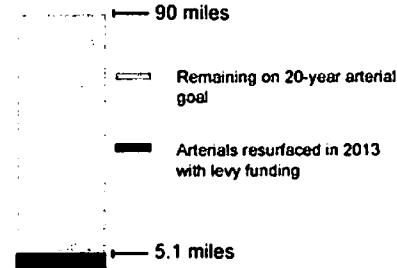 90 miles
Remaining on 20-year arterial
goal
Arterials resurfaced in 2013
with levy funding
5.1 miles